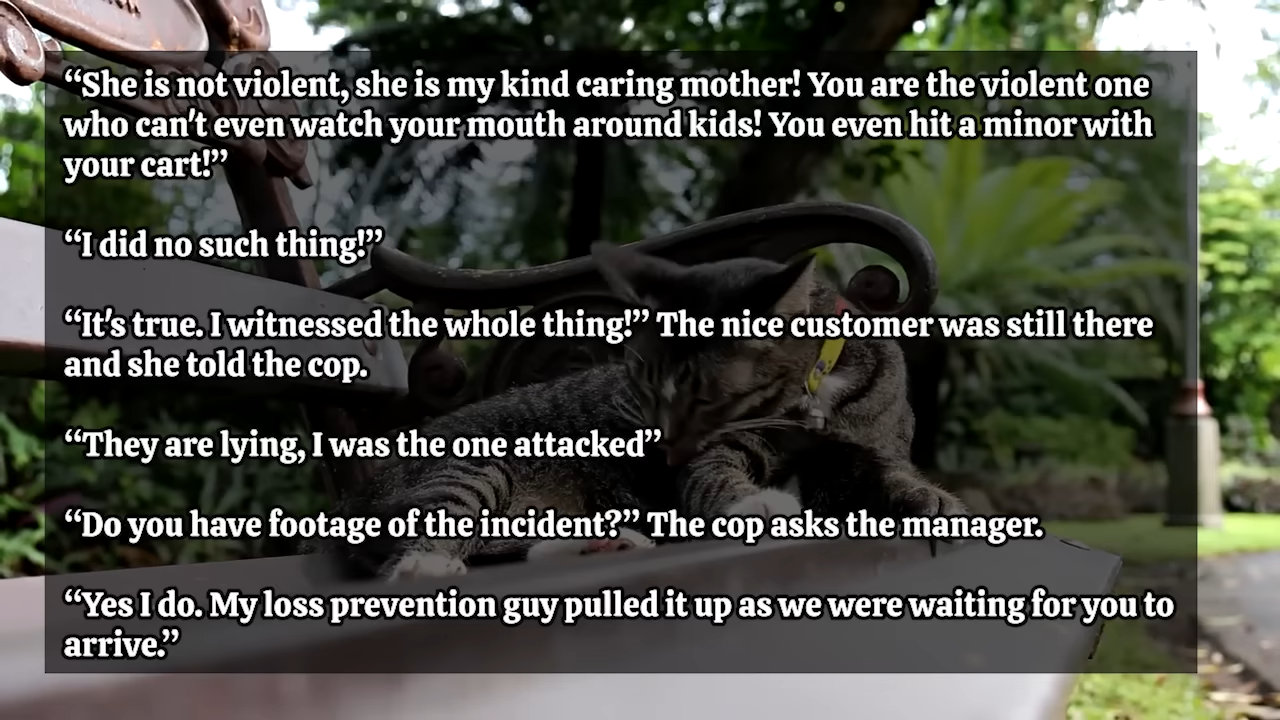 “She is not violent, she is my kind caring mother! You are the violent one
who can't even watch your mouth around kids! You even hit a minor with
your cart!”
“I did no such thing!”
“It's true. I witnessed the whole thing!” The nice customer was still there
and she told the cop.
“They are lying, I was the one attacked”
“Do you have footage of the incident?” The cop asks the manager.
“Yes I do. My loss prevention guy pulled it up as we were waiting for you to
arrive.”